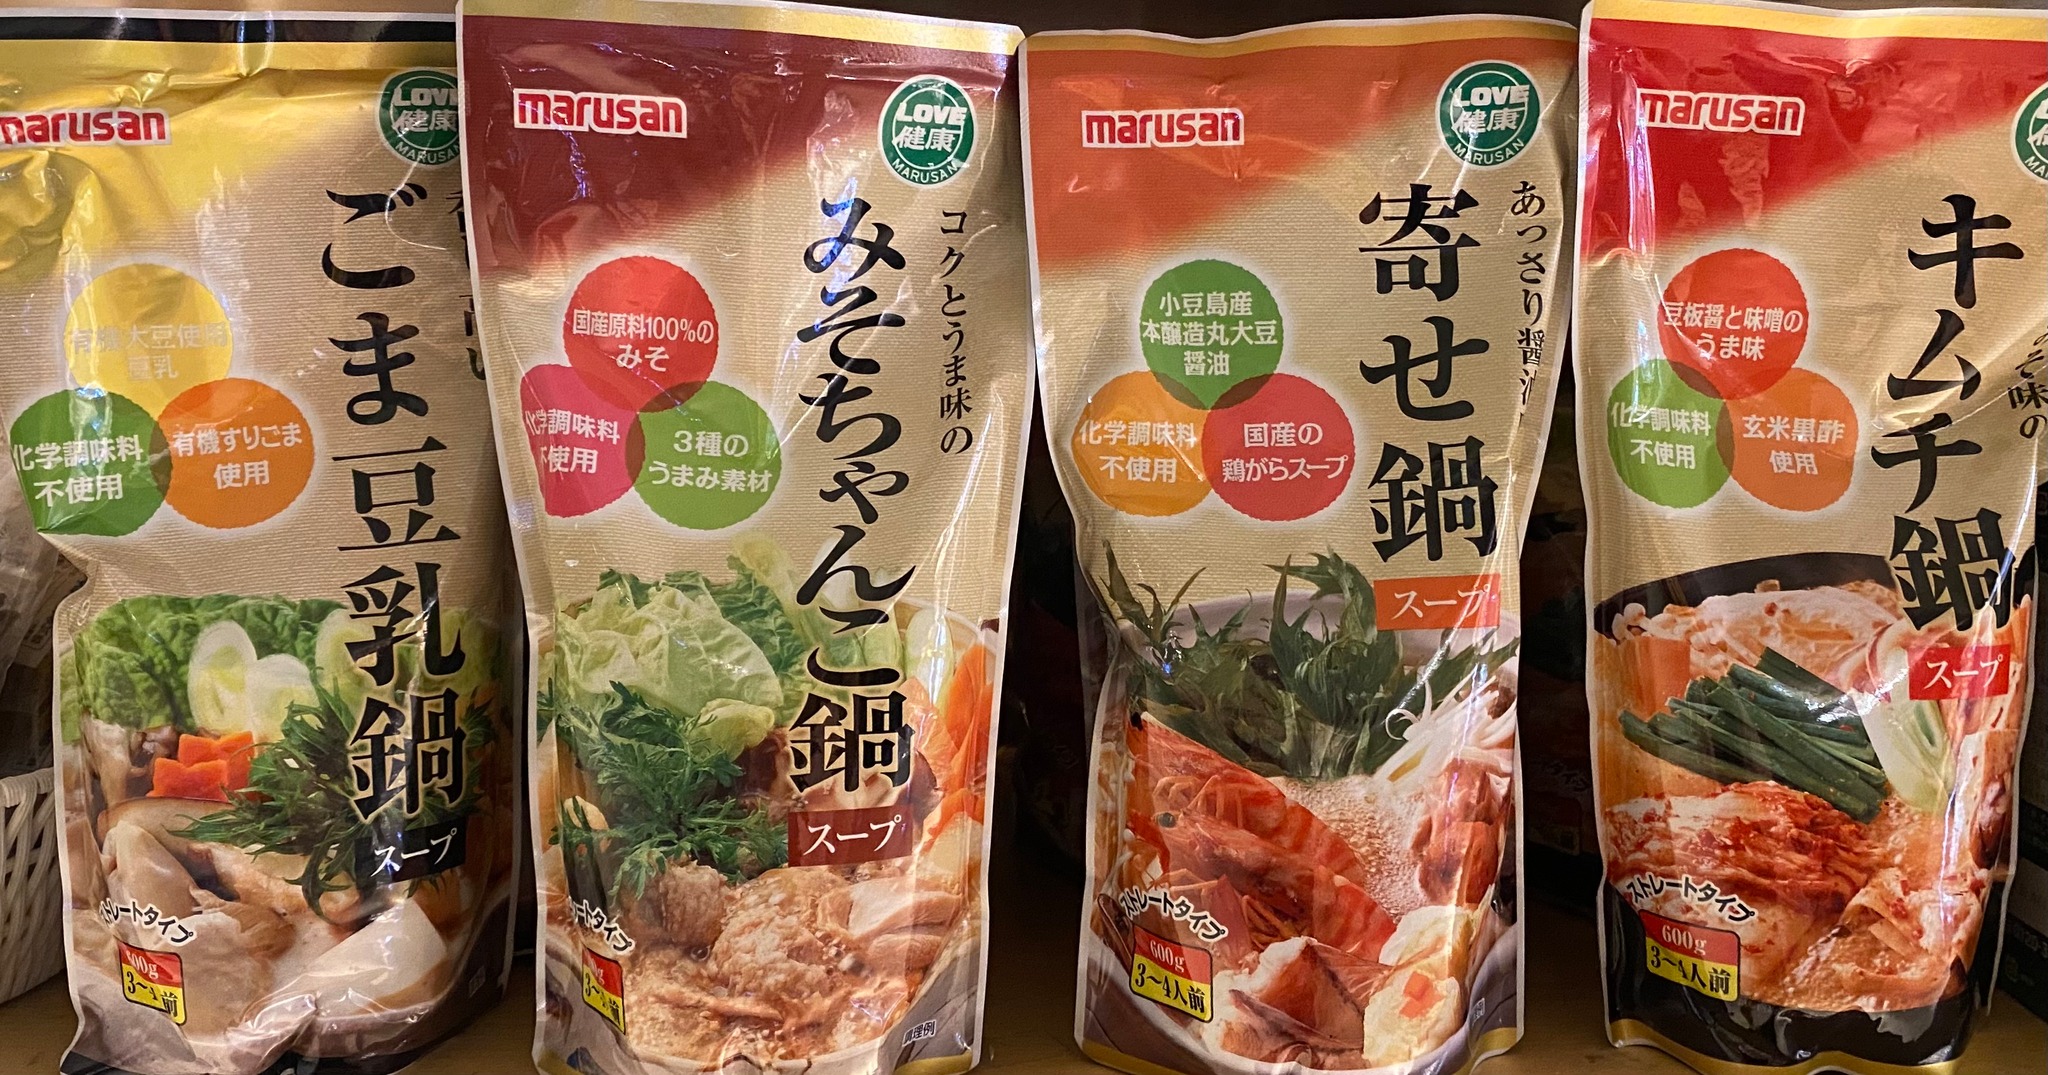 marusan
LOVE
健康
MARUSAN
ごま豆乳鍋
スープ
有機大豆使用
豆乳
化学調味料
不使用
有機すりごま
使用
ストレートタイプ
600g
3〜4人前
marusan
LOVE
健康
MARUSAN
コクとうま味の
みそちゃんこ鍋
スープ
国産原料100%の
みそ
化学調味料
不使用
3種の
うまみ素材
調理例
marusan
LOVE
健康
MARUSAN
あっさり醤油
寄せ鍋
スープ
小豆島産
本醸造丸大豆
醤油
化学調味料
不使用
国産の
鶏がらスープ
ストレートタイプ
600g
3〜4人前
marusan
キムチ鍋
スープ
豆板醤と味噌の
うま味
化学調味料
不使用
玄米黒酢
使用
ストレートタイプ
600g
3〜4人前